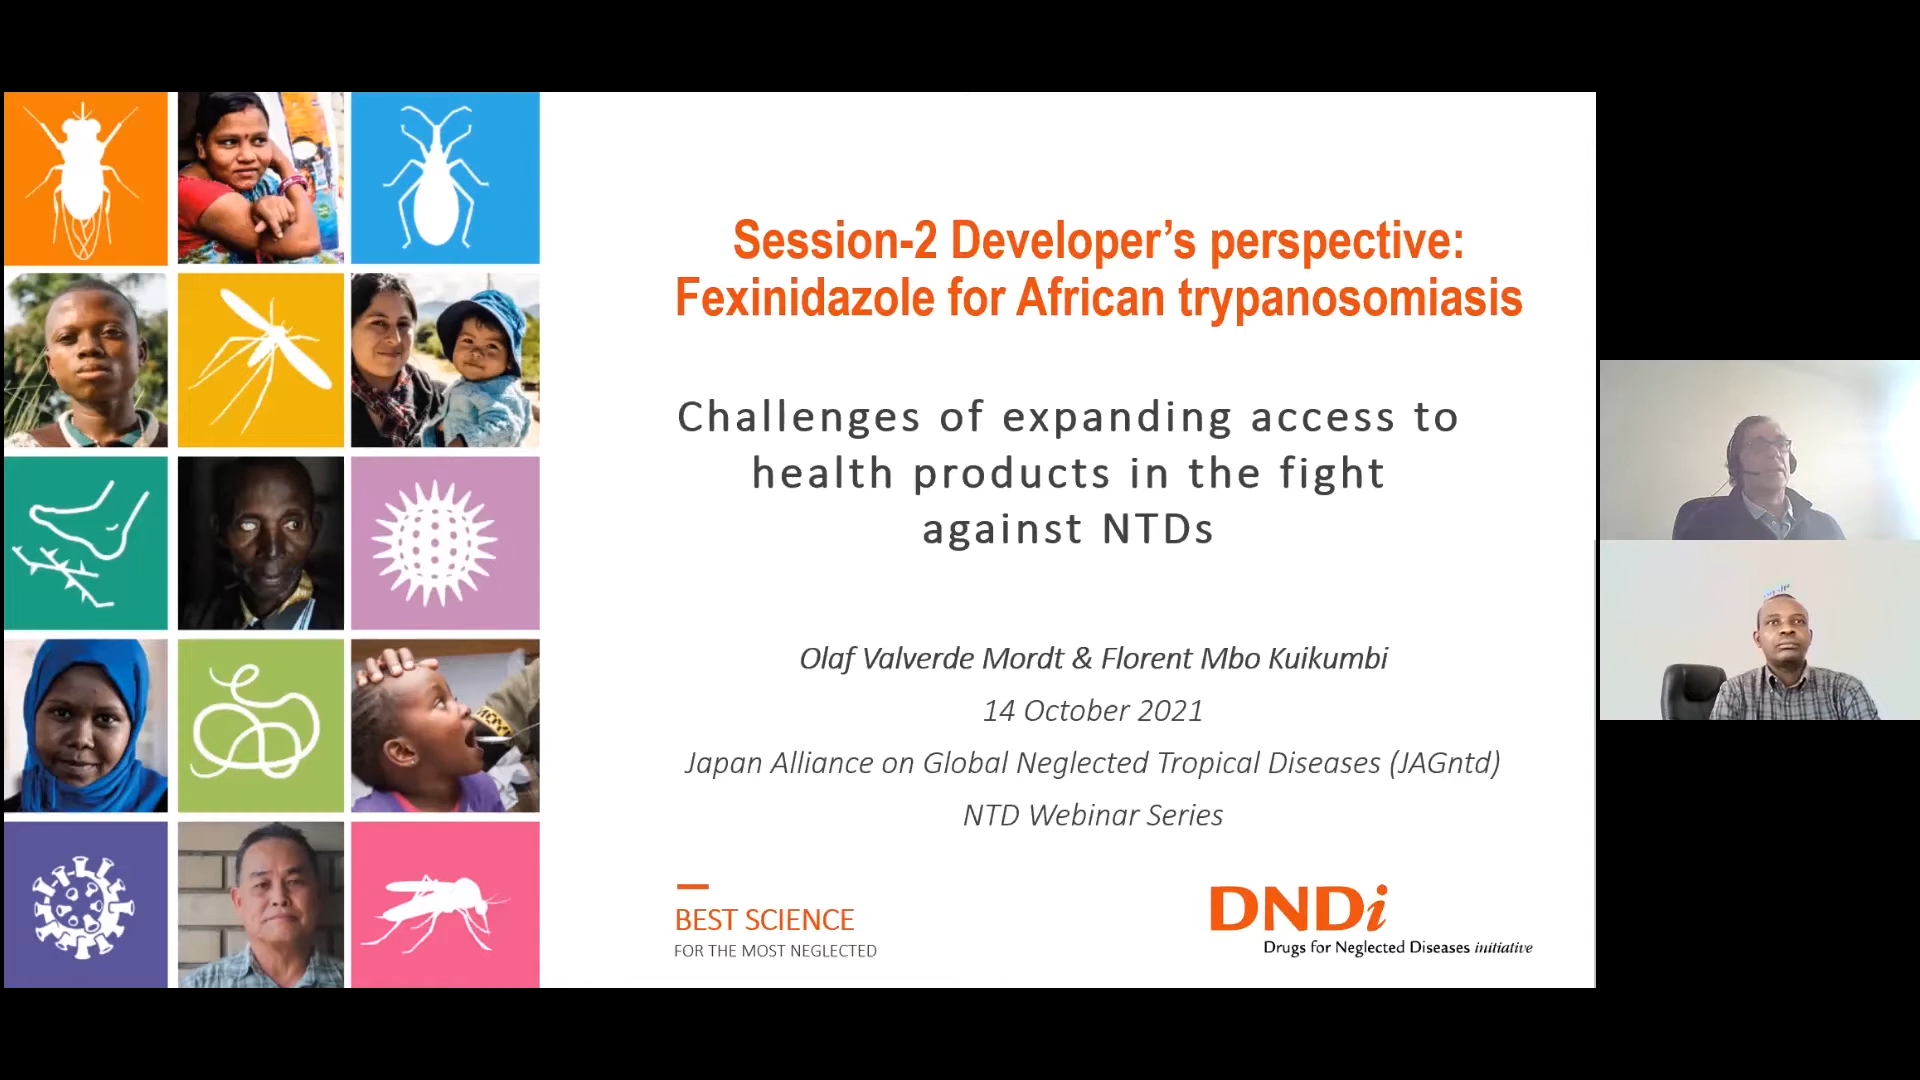 Session-2 Developer’s perspective:
Fexinidazole for African trypanosomiasis
Challenges of expanding access to
health products in the fight
against NTDs
Olaf Valverde Mordt & Florent Mbo Kuikumbi
14 October 2021
Japan Alliance on Global Neglected Tropical Diseases (JAGntd)
NTD Webinar Series
BEST SCIENCE
FOR THE MOST NEGLECTED
DNDi
Drugs for Neglected Diseases initiative